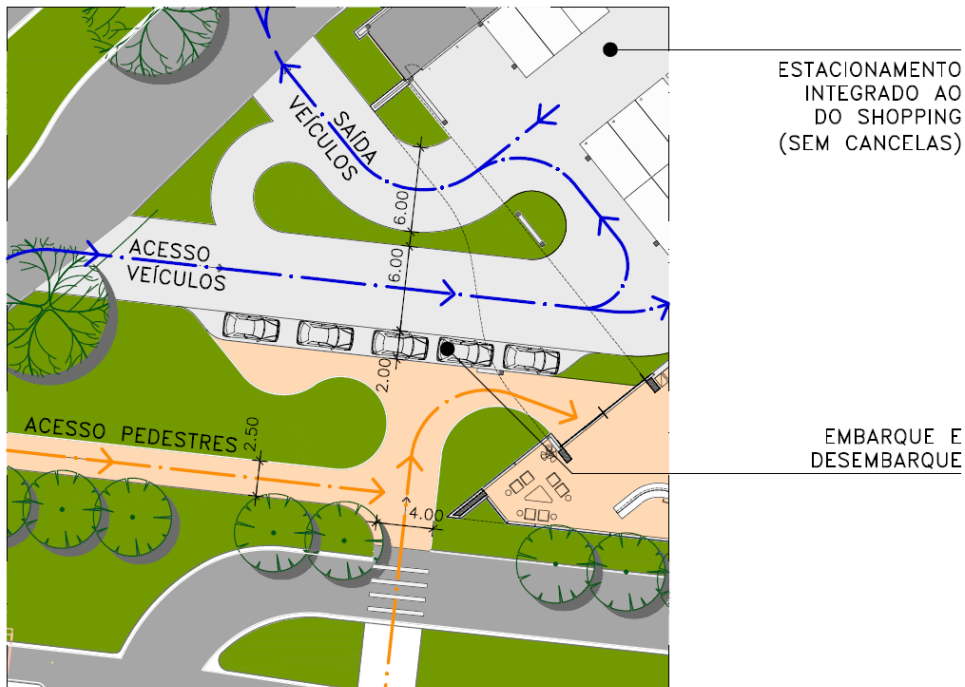 ESTACIONAMENTO
INTEGRADO AO
DO SHOPPING
(SEM CANCELAS)
SAÍDA
VEÍCULOS
6.00
ACESSO
VEÍCULOS
6.00
2.00
ACESSO PEDESTRES
2.50
EMBARQUE E
DESEMBARQUE
4.00